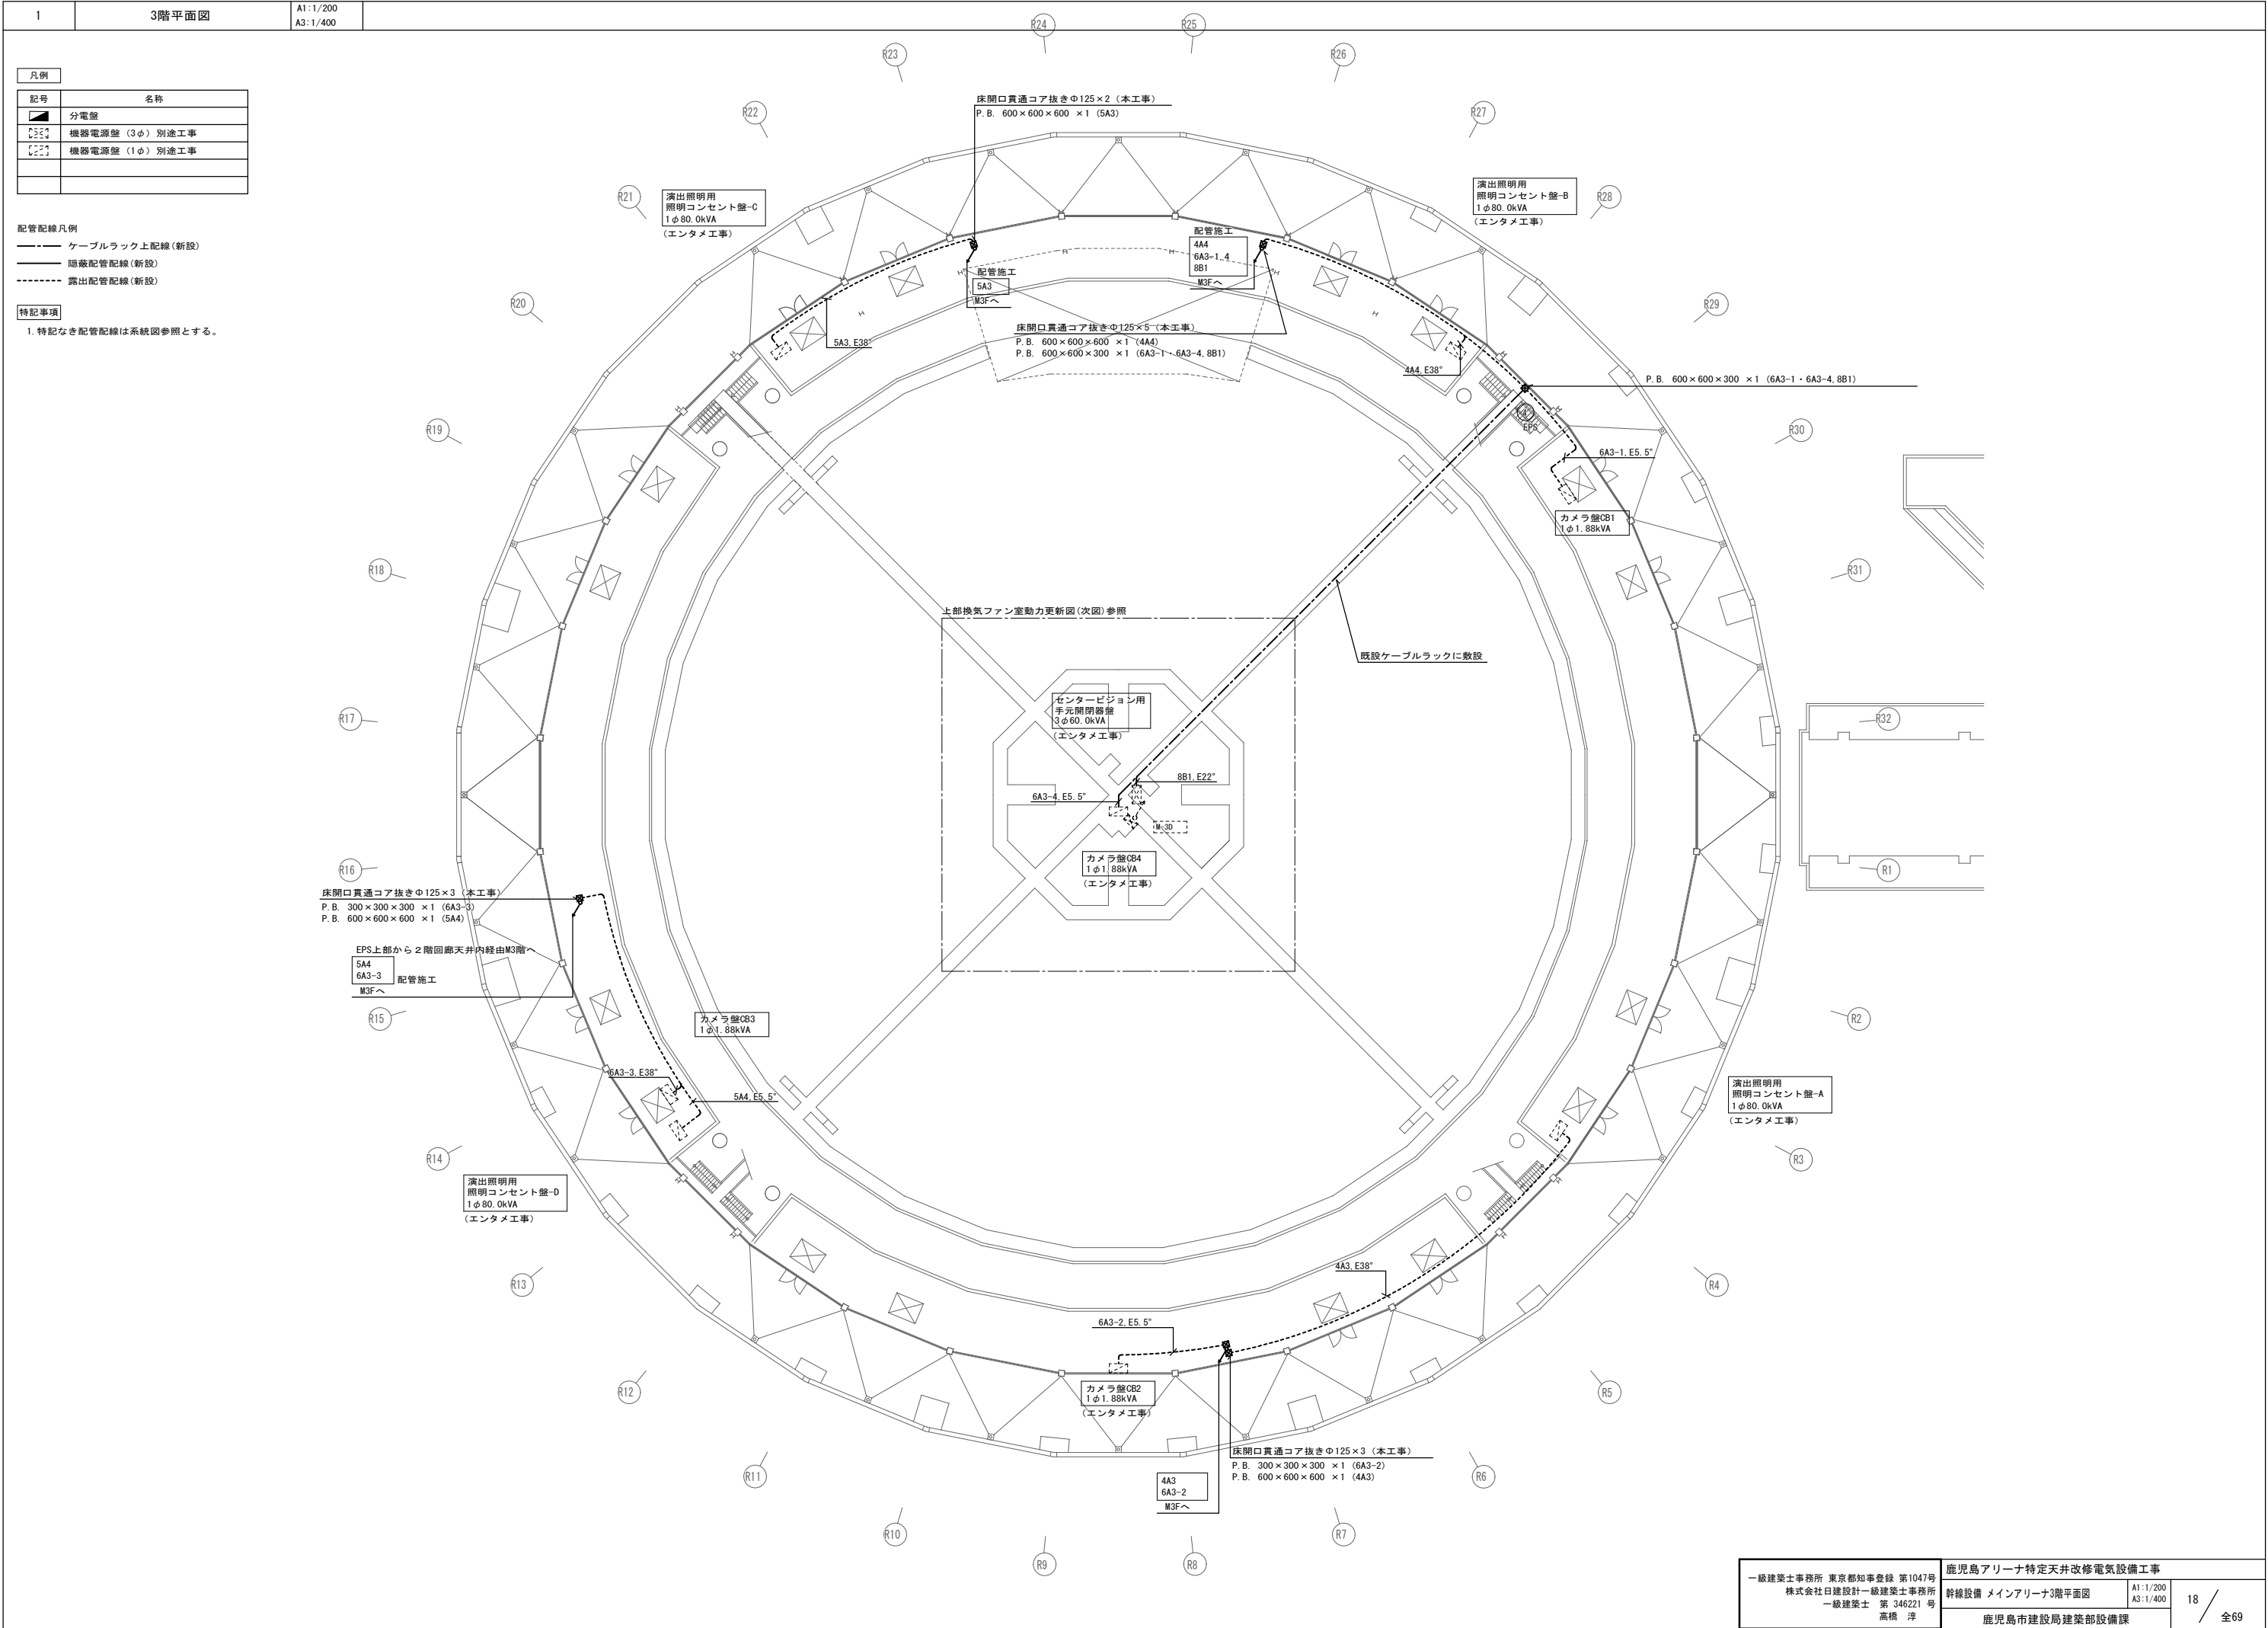 1
3階平面図
A1:1/200
A3:1/400
凡例
記号 名称
分電盤
機器電源盤（3φ）別途工事
機器電源盤（1φ）別途工事
配管配線凡例
ケーブルラック上配線(新設)
隠蔽配管配線(新設)
露出配管配線(新設)
特記事項
1.特記なき配管配線は系統図参照とする。
R24
R25
R23
R26
R22
R27
R21
R28
R20
R29
R19
R30
R18
R31
R17
R32
R16
R1
R15
R2
R14
R3
R13
R4
R12
R5
R11
R6
R10
R7
R9
R8
床開口貫通コア抜きΦ125×2（本工事）
P.B. 600×600×600 ×1（5A3）
演出照明用
照明コンセント盤-C
1φ80.0kVA
（エンタメ工事）
演出照明用
照明コンセント盤-B
1φ80.0kVA
（エンタメ工事）
配管施工
4A4
6A3-1,4
8B1
M3Fへ
配管施工
5A3
M3Fへ
床開口貫通コア抜きΦ125×5（本工事）
P.B. 600×600×600 ×1（4A4）
P.B. 600×600×300 ×1（6A3-1・6A3-4,8B1）
5A3,E38°
4A4,E38°
P.B. 600×600×300 ×1（6A3-1・6A3-4,8B1）
EPS
6A3-1,E5.5°
カメラ盤CB1
1φ1.88kVA
上部換気ファン室動力更新図(次図)参照
既設ケーブルラックに敷設
センタービジョン用
手元開閉器盤
3φ60.0kVA
（エンタメ工事）
8B1,E22°
6A3-4,E5.5°
M-3D
カメラ盤CB4
1φ1.88kVA
（エンタメ工事）
床開口貫通コア抜きΦ125×3（本工事）
P.B. 300×300×300 ×1（6A3-3）
P.B. 600×600×600 ×1（5A4）
EPS上部から２階回廊天井内経由M3階へ
5A4
6A3-3
配管施工
M3Fへ
カメラ盤CB3
1φ1.88kVA
6A3-3,E38°
5A4,E5.5°
演出照明用
照明コンセント盤-A
1φ80.0kVA
（エンタメ工事）
演出照明用
照明コンセント盤-D
1φ80.0kVA
（エンタメ工事）
4A3,E38°
6A3-2,E5.5°
カメラ盤CB2
1φ1.88kVA
（エンタメ工事）
床開口貫通コア抜きΦ125×3（本工事）
P.B. 300×300×300 ×1（6A3-2）
P.B. 600×600×600 ×1（4A3）
4A3
6A3-2
M3Fへ
一級建築士事務所 東京都知事登録 第1047号
株式会社日建設計一級建築士事務所
一級建築士 第 346221 号
高橋 淳
鹿児島アリーナ特定天井改修電気設備工事
幹線設備 メインアリーナ3階平面図
A1:1/200
A3:1/400
鹿児島市建設局建築部設備課
18／全69